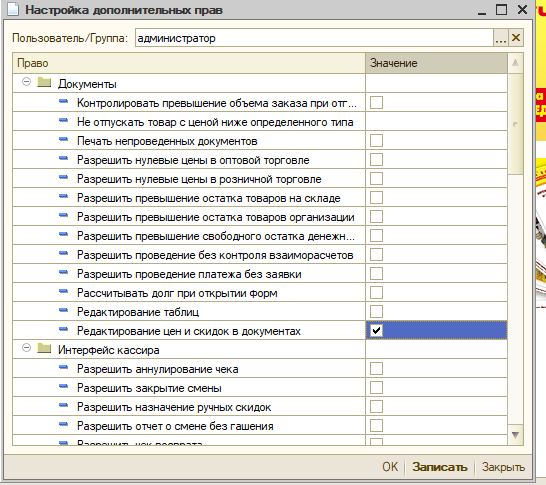 Настройка дополнительных прав
Пользователь/Группа: администратор
Право Значение
Документы
Контролировать превышение объема заказа при отг...
Не отпускать товар с ценой ниже определенного типа
Печать непроведенных документов
Разрешить нулевые цены в оптовой торговле
Разрешить нулевые цены в розничной торговле
Разрешить превышение остатка товаров на складе
Разрешить превышение остатка товаров организации
Разрешить превышение свободного остатка денежн...
Разрешить проведение без контроля взаиморасчетов
Разрешить проведение платежа без заявки
Рассчитывать долг при открытии форм
Редактирование таблиц
Редактирование цен и скидок в документах
Интерфейс кассира
Разрешить аннулирование чека
Разрешить закрытие смены
Разрешить назначение ручных скидок
Разрешить отчет о смене без гашения
Разрешить чек возврата
OK Записать Закрыть